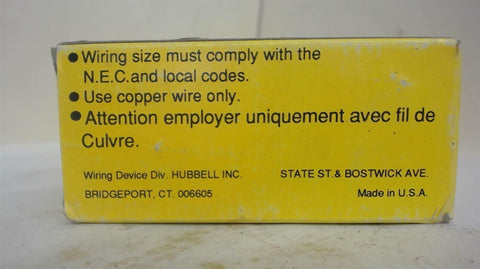 ● Wiring size must comply with the
N.E.C. and local codes.
● Use copper wire only.
● Attention employer uniquement avec fil de
Culvre.
Wiring Device Div. HUBBELL INC. STATE ST. & BOSTWICK AVE.
BRIDGEPORT, CT. 006605 Made in U.S.A.